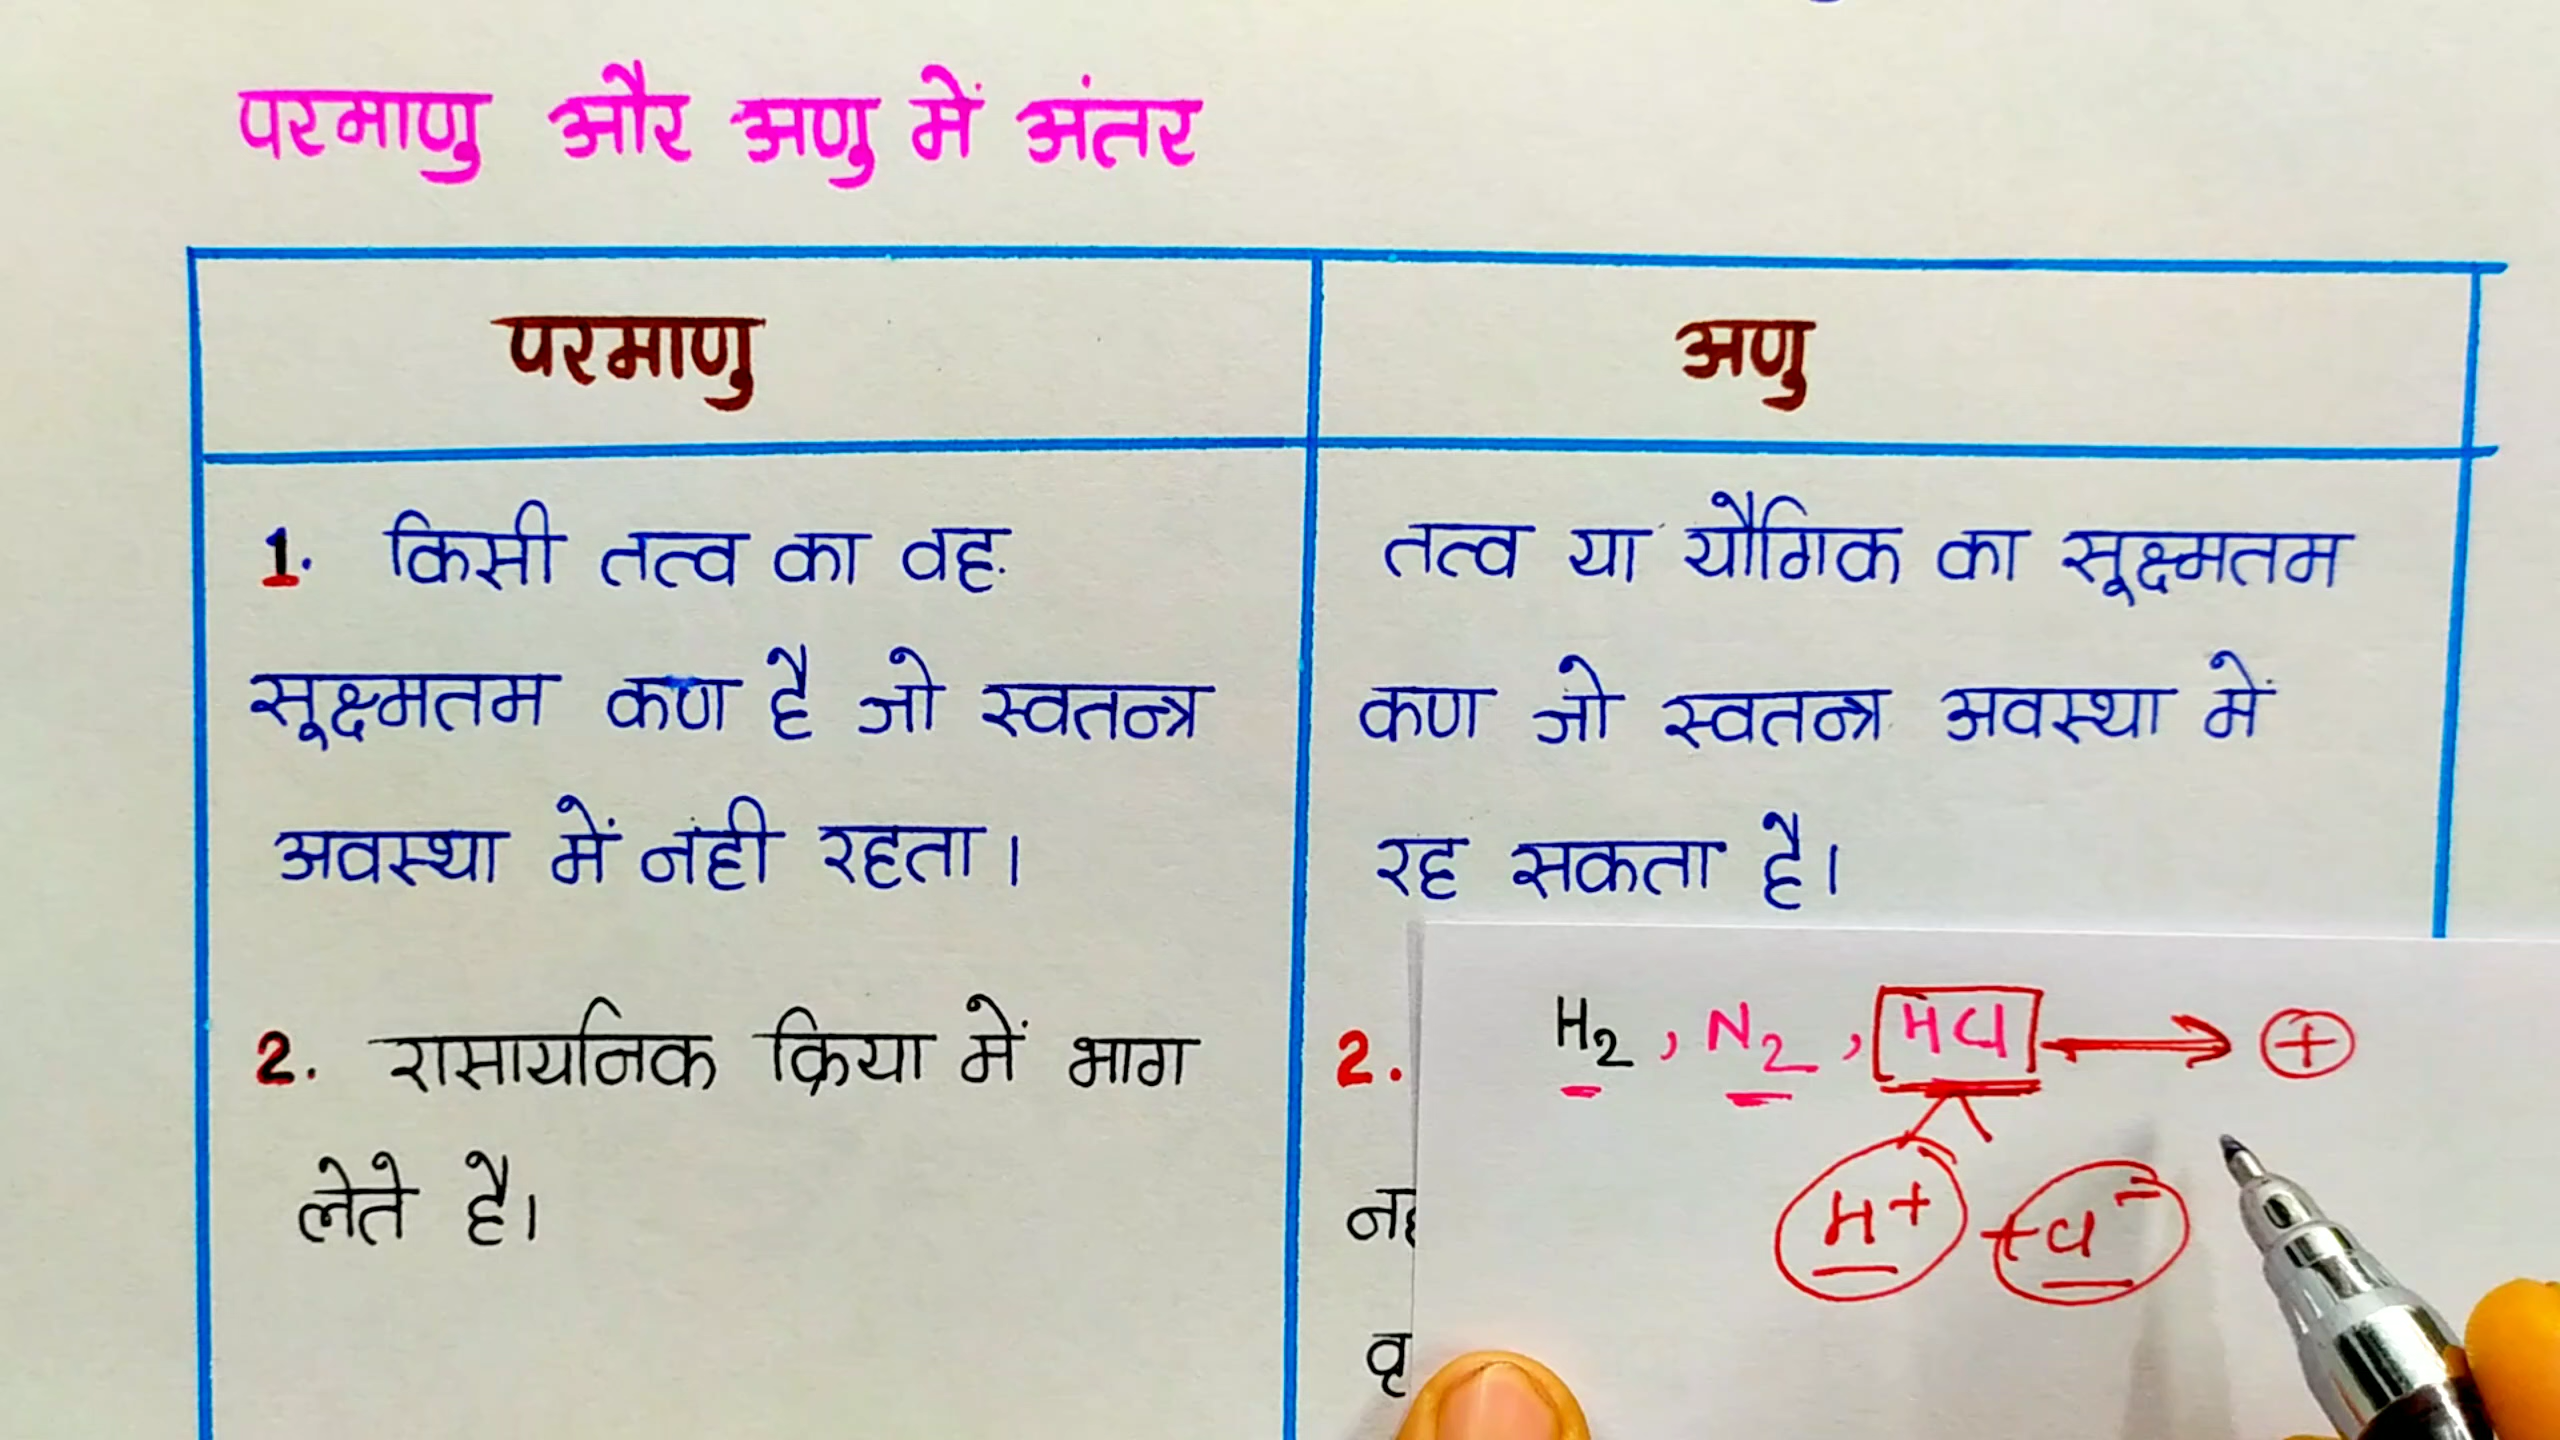 परमाणु और अणु में अंतर
परमाणु
अणु
1. किसी तत्व का वह
सूक्ष्मतम कण है जो स्वतन्त्र
अवस्था में नही रहता।
2. रासायनिक क्रिया में भाग
लेते है।
तत्व या यौगिक का सूक्ष्मतम
कण जो स्वतन्त्र अवस्था में
रह सकता है।
2.
H2 , N2 , HCl → +
H+ + Cl-